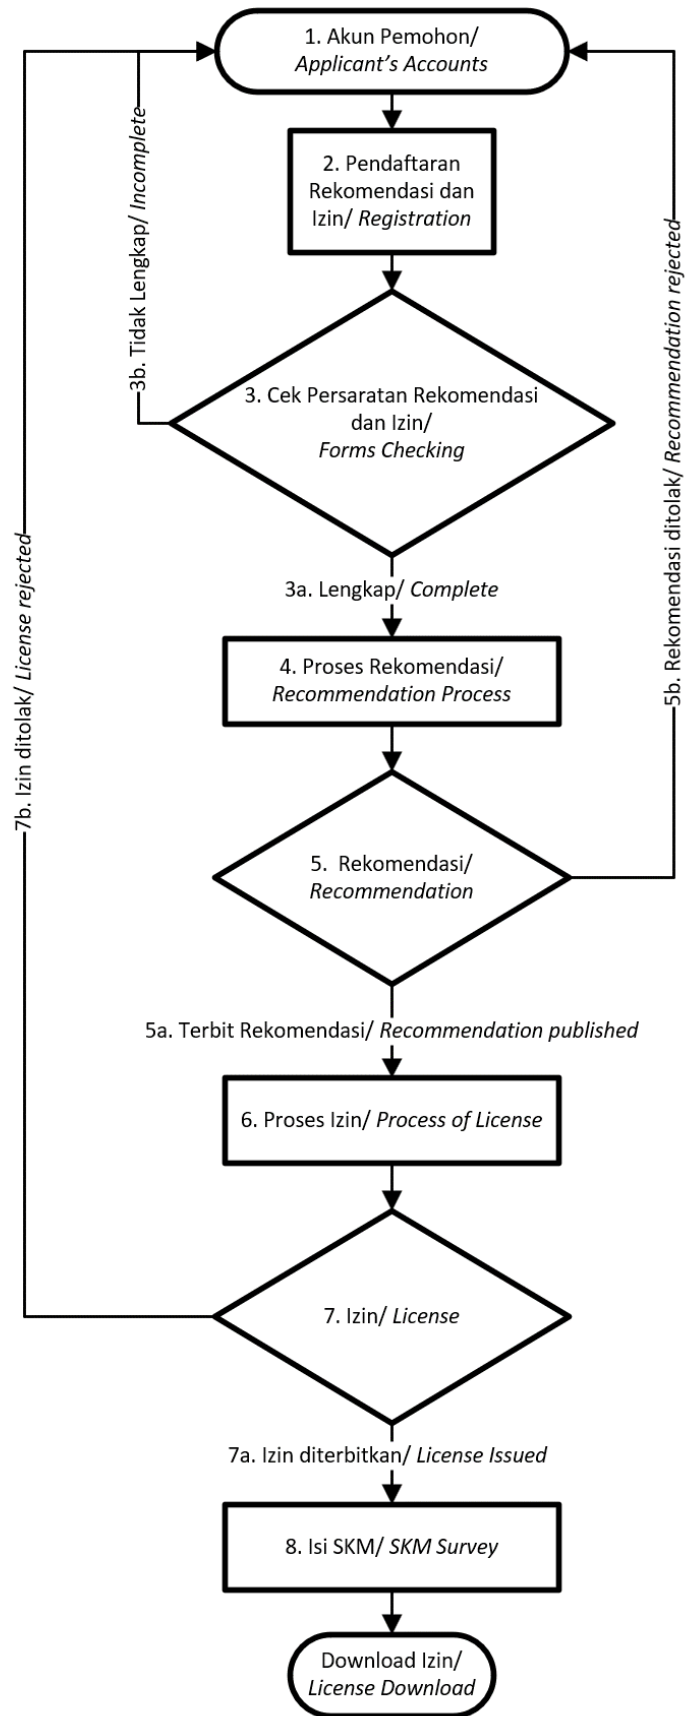 1. Akun Pemohon/
Applicant's Accounts
2. Pendaftaran
Rekomendasi dan
Izin/ Registration
3b. Tidak Lengkap/ Incomplete
3. Cek Persaratan Rekomendasi
dan Izin/
Forms Checking
3a. Lengkap/ Complete
4. Proses Rekomendasi/
Recommendation Process
5b. Rekomendasi ditolak/ Recommendation rejected
5. Rekomendasi/
Recommendation
5a. Terbit Rekomendasi/ Recommendation published
6. Proses Izin/ Process of License
7b. Izin ditolak/ License rejected
7. Izin/ License
7a. Izin diterbitkan/ License Issued
8. Isi SKM/ SKM Survey
Download Izin/
License Download